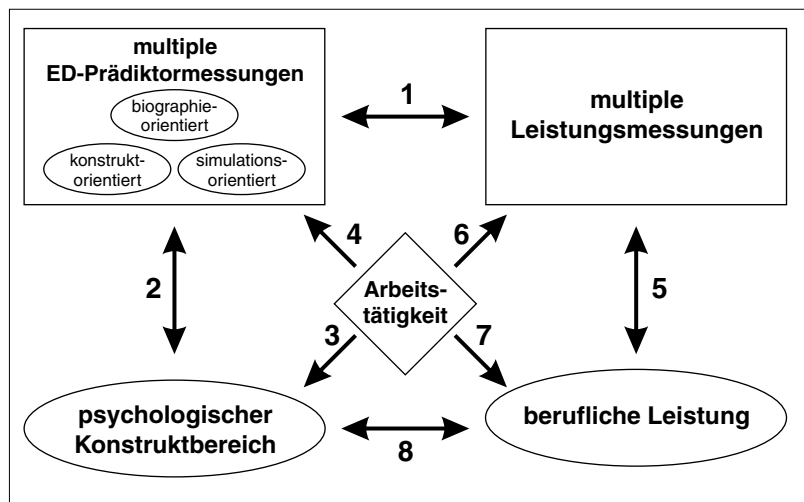 multiple
ED-Prädiktormessungen
biographie-
orientiert
konstrukt-
orientiert
simulations-
orientiert
1
multiple
Leistungsmessungen
2
4
6
5
Arbeits-
tätigkeit
3
7
psychologischer
Konstruktbereich
8
berufliche Leistung